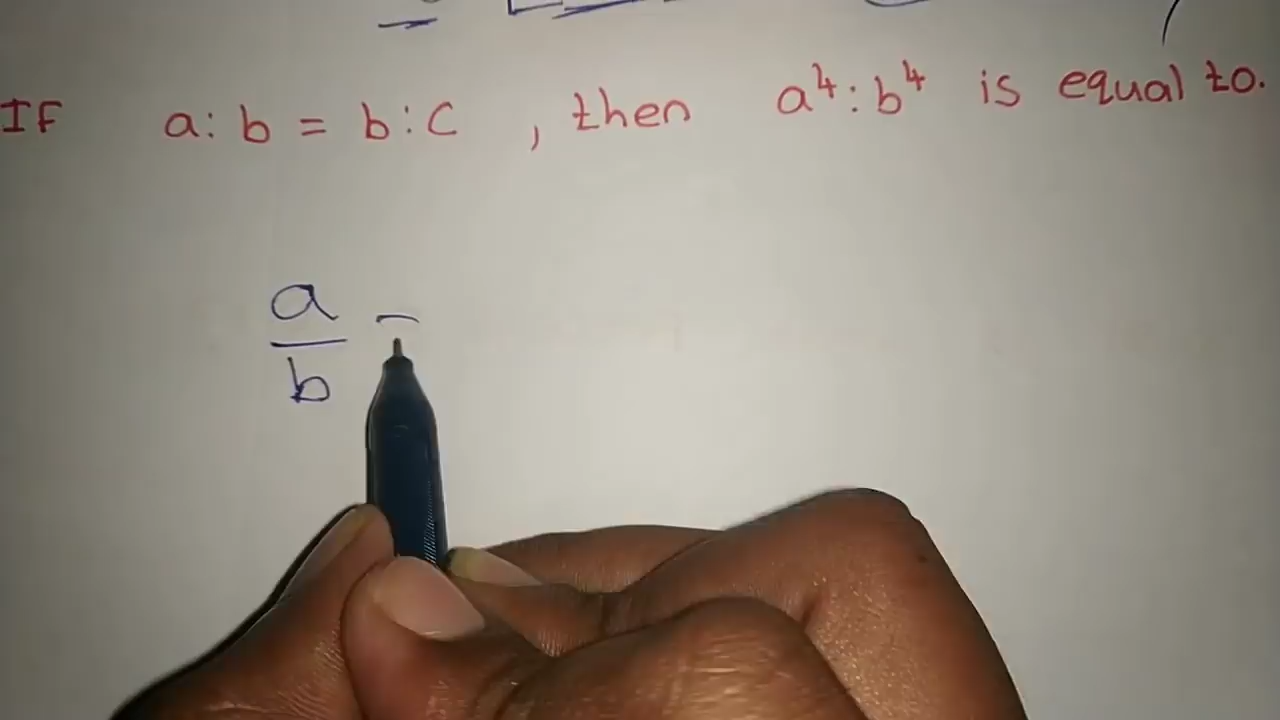 IF a: b = b:C , then a⁴:b⁴ is equal to.
a
b